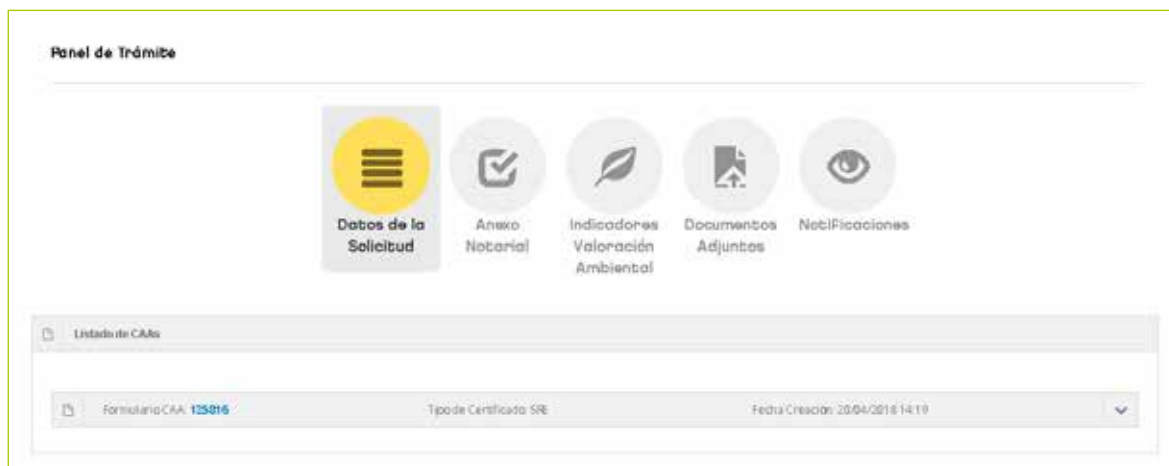 Panel de Trámite
Datos de la
Solicitud
Anexo
Notarial
Indicadores
Valoración
Ambiental
Documentos
Adjuntos
Notificaciones
Listado de CAAs
Formulario CAA: 125816 Tipo de Certificado: SRE Fecha Creación: 20/04/2018 14:19